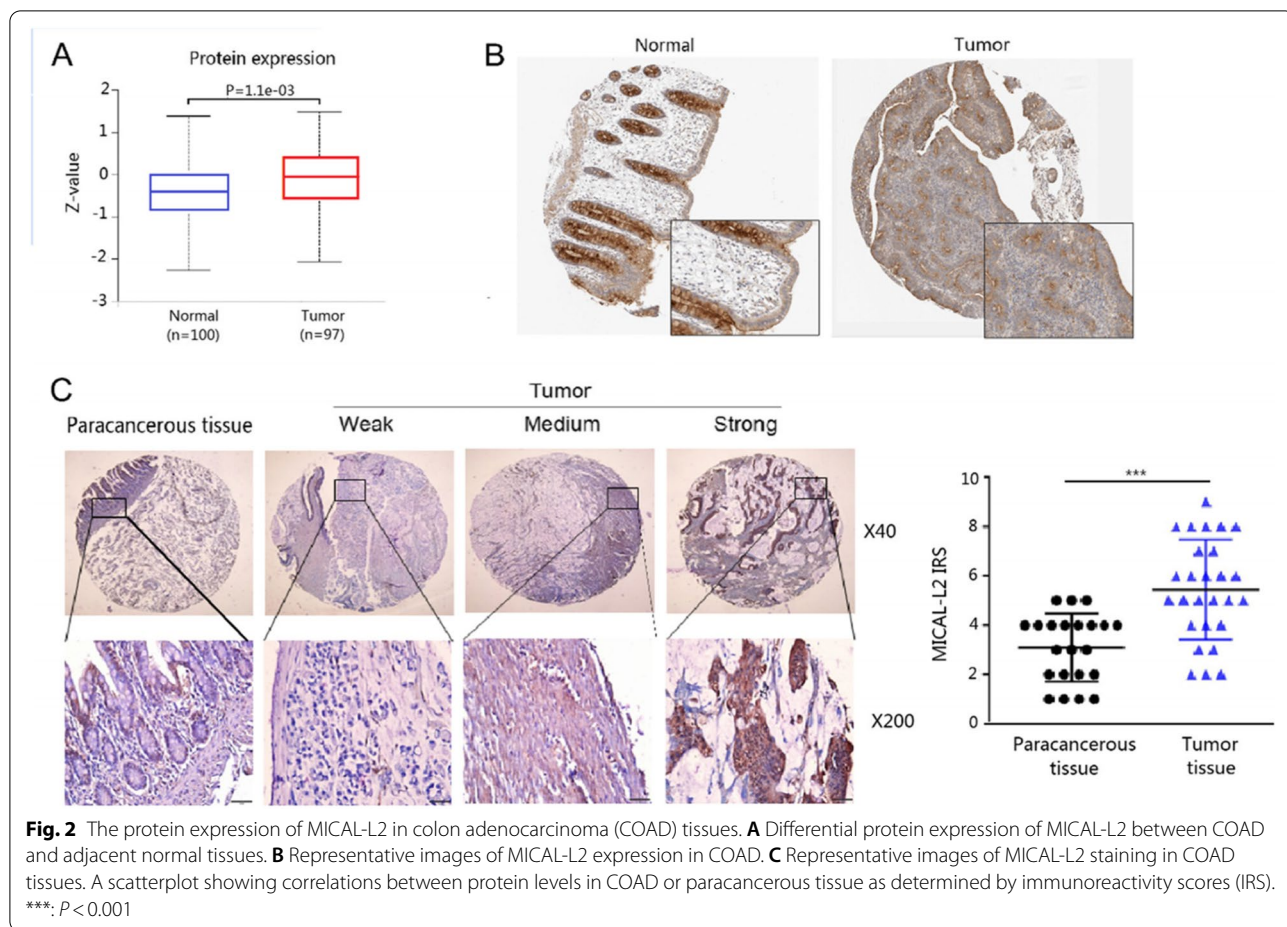 A
Protein expression
P=1.1e-03
Z-value
2
1
0
-1
-2
-3
Normal
(n=100)
Tumor
(n=97)
B
Normal
Tumor
C
Tumor
Paracancerous tissue
Weak
Medium
Strong
X40
X200
***
MICAL-L2 IRS
10
8
6
4
2
0
Paracancerous
tissue
Tumor
tissue
Fig. 2 The protein expression of MICAL-L2 in colon adenocarcinoma (COAD) tissues. A Differential protein expression of MICAL-L2 between COAD
and adjacent normal tissues. B Representative images of MICAL-L2 expression in COAD. C Representative images of MICAL-L2 staining in COAD
tissues. A scatterplot showing correlations between protein levels in COAD or paracancerous tissue as determined by immunoreactivity scores (IRS).
***: P < 0.001